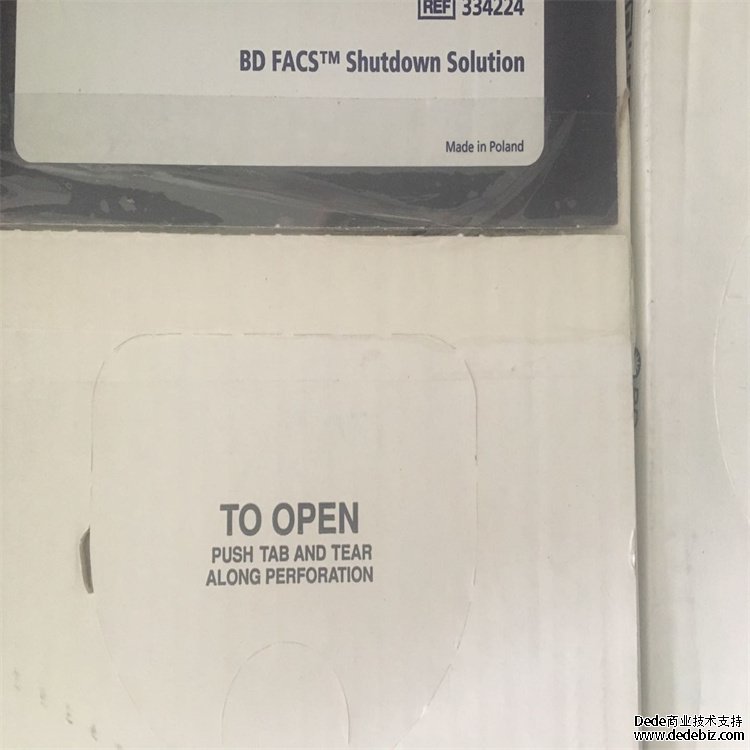 REF 334224
BD FACS™ Shutdown Solution
Made in Poland
TO OPEN
PUSH TAB AND TEAR
ALONG PERFORATION
Dede商业技术支持
www.dedebiz.com